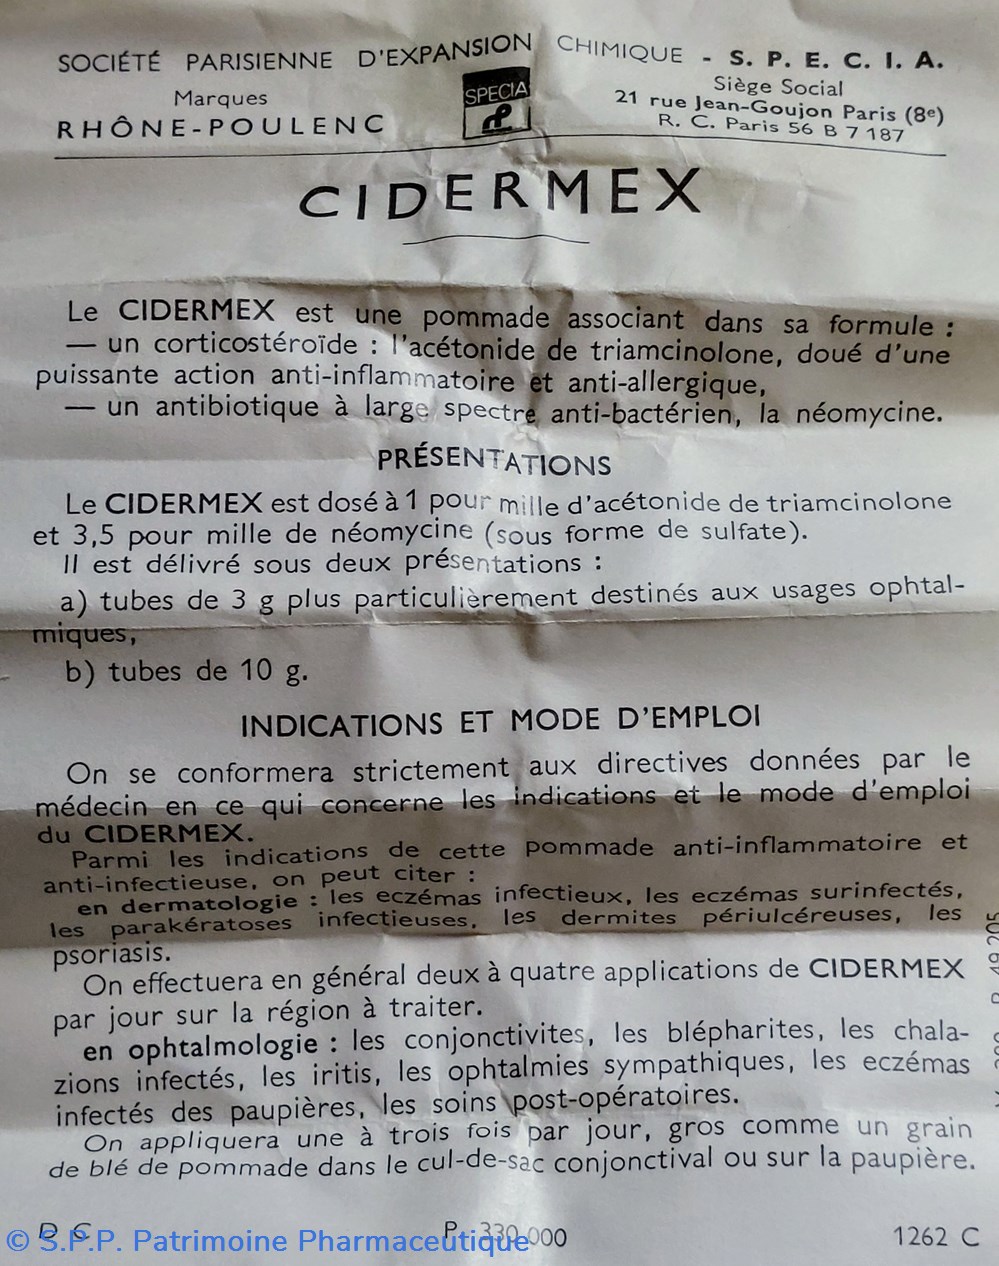 SOCIÉTÉ PARISIENNE D'EXPANSION CHIMIQUE - S. P. E. C. I. A.
Marques
RHÔNE-POULENC
SPECIA
Siège Social
21 rue Jean-Goujon Paris (8e)
R. C. Paris 56 B 7 187
CIDERMEX
Le CIDERMEX est une pommade associant dans sa formule :
— un corticostéroïde : l'acétonide de triamcinolone, doué d'une
puissante action anti-inflammatoire et anti-allergique,
— un antibiotique à large spectre anti-bactérien, la néomycine.
PRÉSENTATIONS
Le CIDERMEX est dosé à 1 pour mille d'acétonide de triamcinolone
et 3,5 pour mille de néomycine (sous forme de sulfate).
Il est délivré sous deux présentations :
a) tubes de 3 g plus particulièrement destinés aux usages ophtal-
miques,
b) tubes de 10 g.
INDICATIONS ET MODE D'EMPLOI
On se conformera strictement aux directives données par le
médecin en ce qui concerne les indications et le mode d'emploi
du CIDERMEX.
Parmi les indications de cette pommade anti-inflammatoire et
anti-infectieuse, on peut citer :
en dermatologie : les eczémas infectieux, les eczémas surinfectés,
les parakératoses infectieuses, les dermites périulcéreuses, les
psoriasis.
On effectuera en général deux à quatre applications de CIDERMEX
par jour sur la région à traiter.
en ophtalmologie : les conjonctivites, les blépharites, les chala-
zions infectés, les iritis, les ophtalmies sympathiques, les eczémas
infectés des paupières, les soins post-opératoires.
On appliquera une à trois fois par jour, gros comme un grain
de blé de pommade dans le cul-de-sac conjonctival ou sur la paupière.
D C
P. 330.000
1262 C
© S.P.P. Patrimoine Pharmaceutique